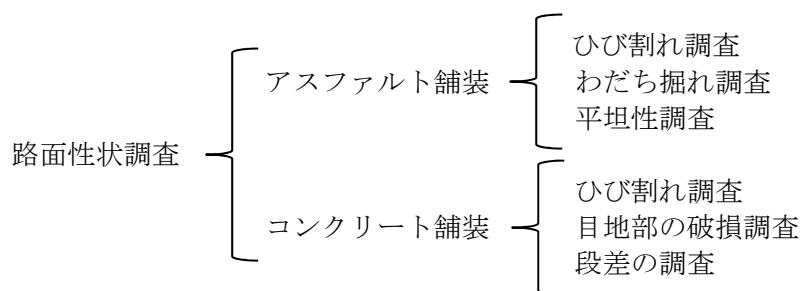 路面性状調査
アスファルト舗装
ひび割れ調査
わだち掘れ調査
平坦性調査
コンクリート舗装
ひび割れ調査
目地部の破損調査
段差の調査